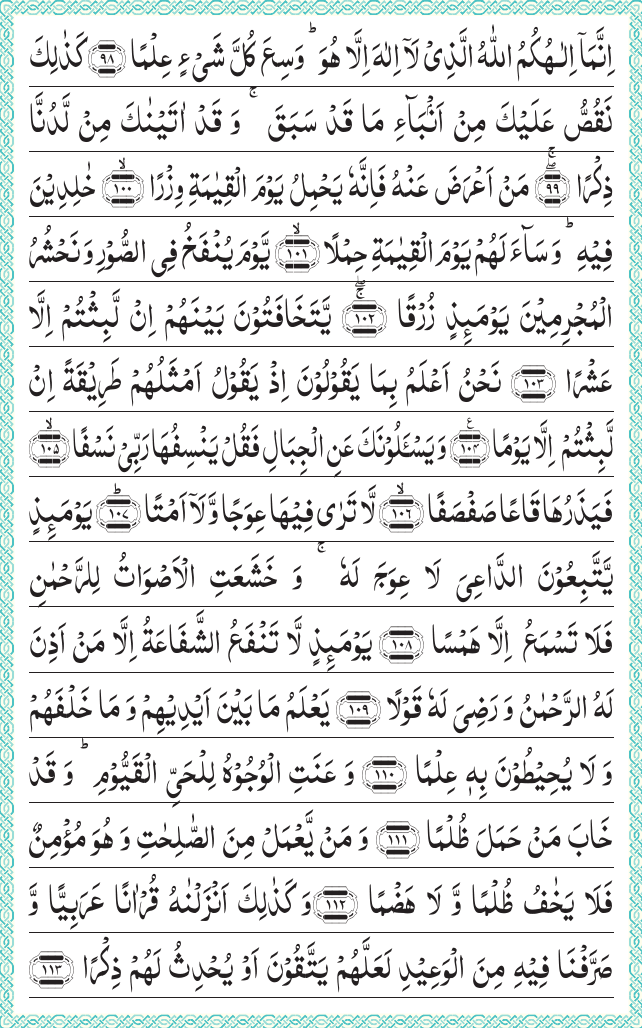 اِنَّمَآ اِلٰـهُكُمُ اللّٰهُ الَّذِىْ لَآ اِلٰهَ اِلَّا هُوَ ؕ وَسِعَ كُلَّ شَىْءٍ عِلْمًا ﴿۹۸﴾ كَذٰلِكَ
نَقُصُّ عَلَيْكَ مِنْ اَنْۢبَآءِ مَا قَدْ سَبَقَ ۚ وَ قَدْ اٰتَيْنٰكَ مِنْ لَّدُنَّا
ذِكْرًا ۖۚ ﴿۹۹﴾ مَنْ اَعْرَضَ عَنْهُ فَاِنَّهٗ يَحْمِلُ يَوْمَ الْقِيٰمَةِ وِزْرًا ۙ ﴿۱۰۰﴾ خٰلِدِيْنَ
فِيْهِ ؕ وَ سَآءَ لَهُمْ يَوْمَ الْقِيٰمَةِ حِمْلًا ۙ ﴿۱۰۱﴾ يَّوْمَ يُنْفَخُ فِى الصُّوْرِ وَ نَحْشُرُ
الْمُجْرِمِيْنَ يَوْمَٮِٕذٍ زُرْقًا ۖۚ ﴿۱۰۲﴾ يَّتَخَافَتُوْنَ بَيْنَهُمْ اِنْ لَّبِثْتُمْ اِلَّا
عَشْرًا ﴿۱۰۳﴾ نَحْنُ اَعْلَمُ بِمَا يَقُوْلُوْنَ اِذْ يَقُوْلُ اَمْثَلُهُمْ طَرِيْقَةً اِنْ
لَّبِثْتُمْ اِلَّا يَوْمًا ﴿۱۰۴﴾ وَ يَسْـَٔـلُوْنَكَ عَنِ الْجِبَالِ فَقُلْ يَنْسِفُهَا رَبِّىْ نَسْفًا ۙ ﴿۱۰۵﴾
فَيَذَرُهَا قَاعًا صَفْصَفًا ۙ ﴿۱۰۶﴾ لَّا تَرٰى فِيْهَا عِوَجًا وَّلَاۤ اَمْتًا ؕ ﴿۱۰۷﴾ يَوْمَٮِٕذٍ
يَّتَّبِعُوْنَ الدَّاعِىَ لَا عِوَجَ لَهٗ ۚ وَ خَشَعَتِ الْاَصْوَاتُ لِلرَّحْمٰنِ
فَلَا تَسْمَعُ اِلَّا هَمْسًا ﴿۱۰۸﴾ يَوْمَٮِٕذٍ لَّا تَنْفَعُ الشَّفَاعَةُ اِلَّا مَنْ اَذِنَ
لَهُ الرَّحْمٰنُ وَ رَضِىَ لَهٗ قَوْلًا ﴿۱۰۹﴾ يَعْلَمُ مَا بَيْنَ اَيْدِيْهِمْ وَ مَا خَلْفَهُمْ
وَ لَا يُحِيْطُوْنَ بِهٖ عِلْمًا ﴿۱۱۰﴾ وَ عَنَتِ الْوُجُوْهُ لِلْحَىِّ الْقَيُّوْمِ ؕ وَ قَدْ
خَابَ مَنْ حَمَلَ ظُلْمًا ﴿۱۱۱﴾ وَ مَنْ يَّعْمَلْ مِنَ الصّٰلِحٰتِ وَ هُوَ مُؤْمِنٌ
فَلَا يَخٰفُ ظُلْمًا وَّ لَا هَضْمًا ﴿۱۱۲﴾ وَ كَذٰلِكَ اَنْزَلْنٰهُ قُرْاٰنًا عَرَبِيًّا وَّ
صَرَّفْنَا فِيْهِ مِنَ الْوَعِيْدِ لَعَلَّهُمْ يَتَّقُوْنَ اَوْ يُحْدِثُ لَهُمْ ذِكْرًا ﴿۱۱۳﴾